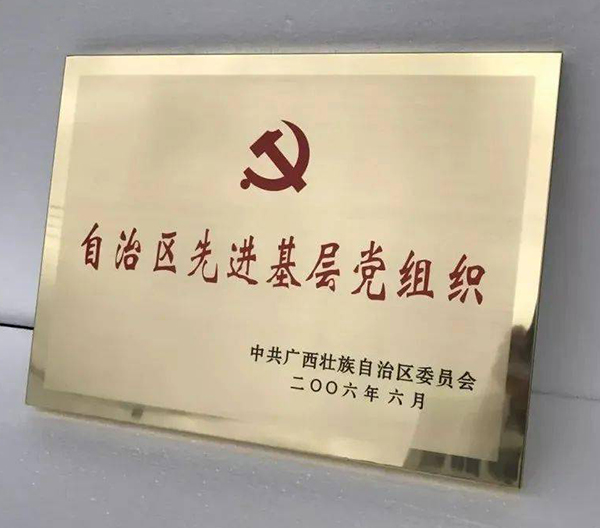 自治区先进基层党组织
中共广西壮族自治区委员会
二〇〇六年六月